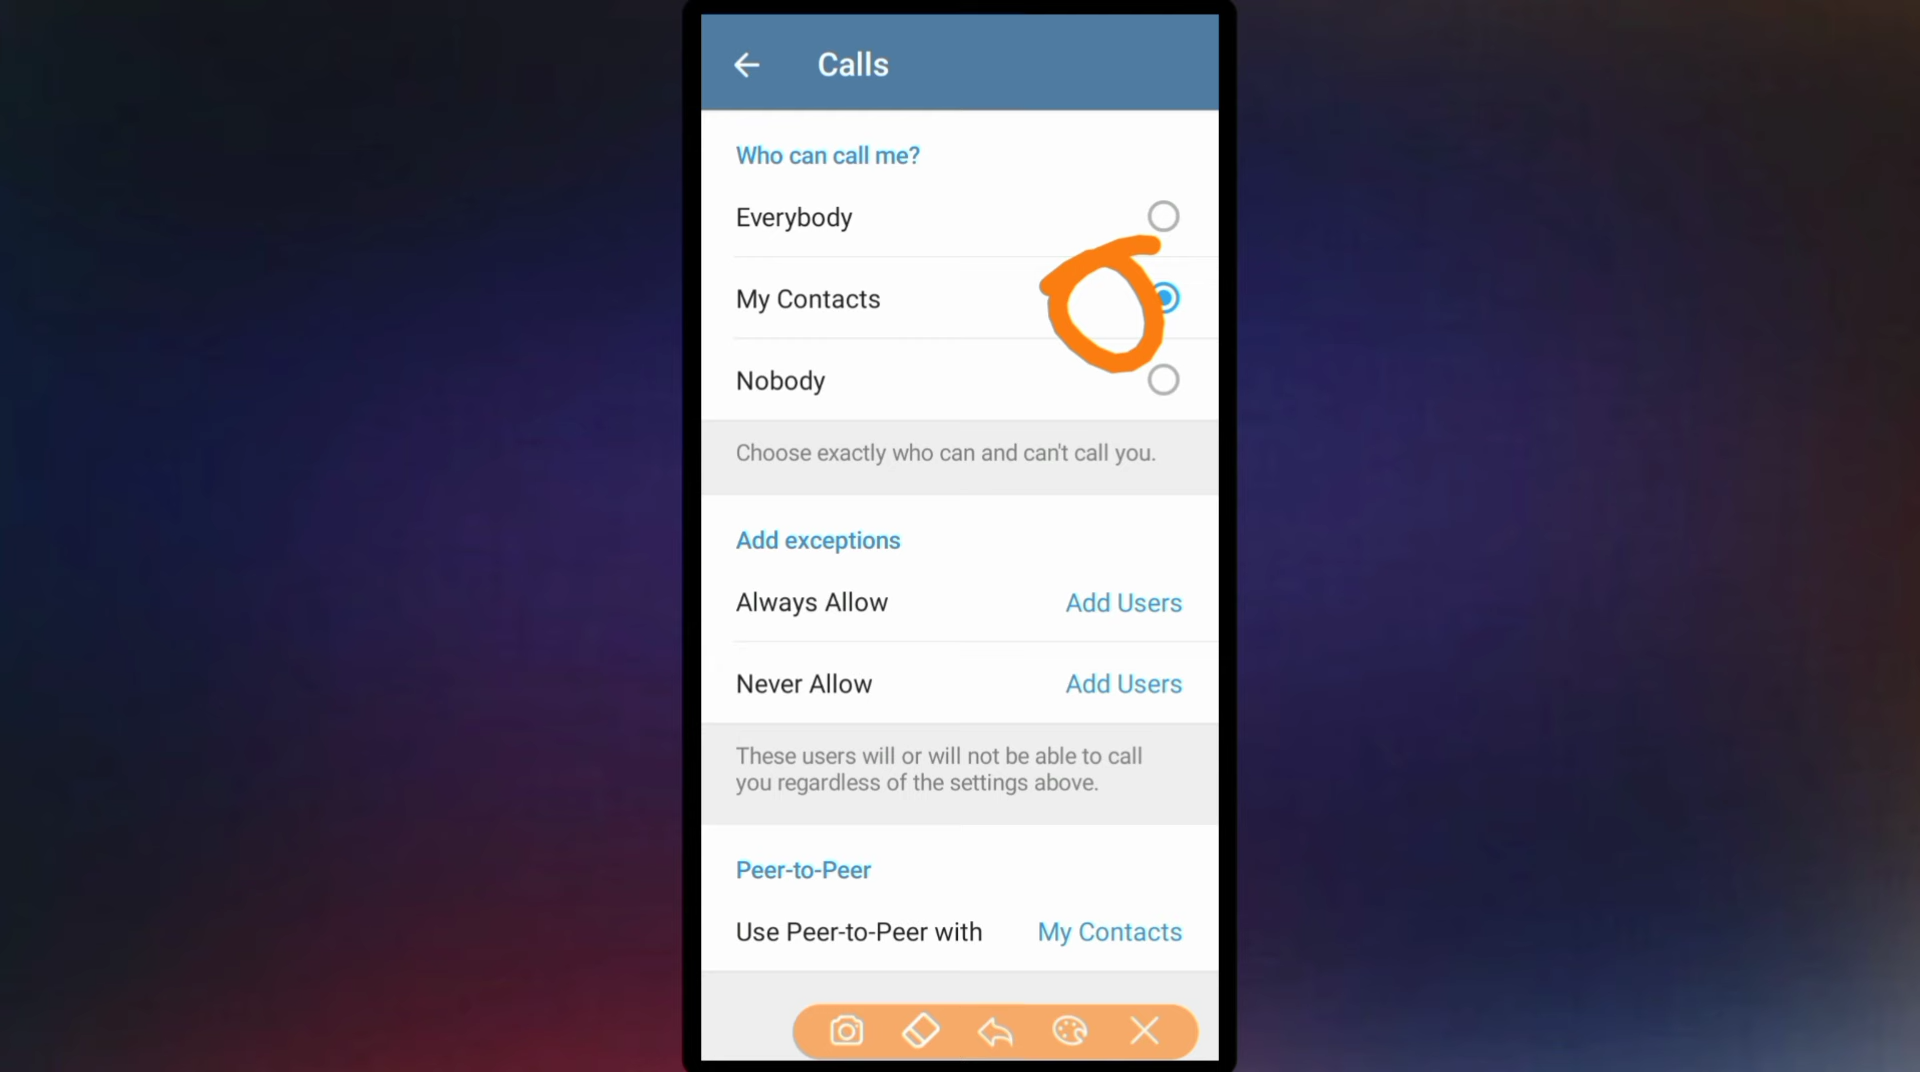 Calls
Who can call me?
Everybody
My Contacts
Nobody
Choose exactly who can and can't call you.
Add exceptions
Always Allow Add Users
Never Allow Add Users
These users will or will not be able to call
you regardless of the settings above.
Peer-to-Peer
Use Peer-to-Peer with My Contacts